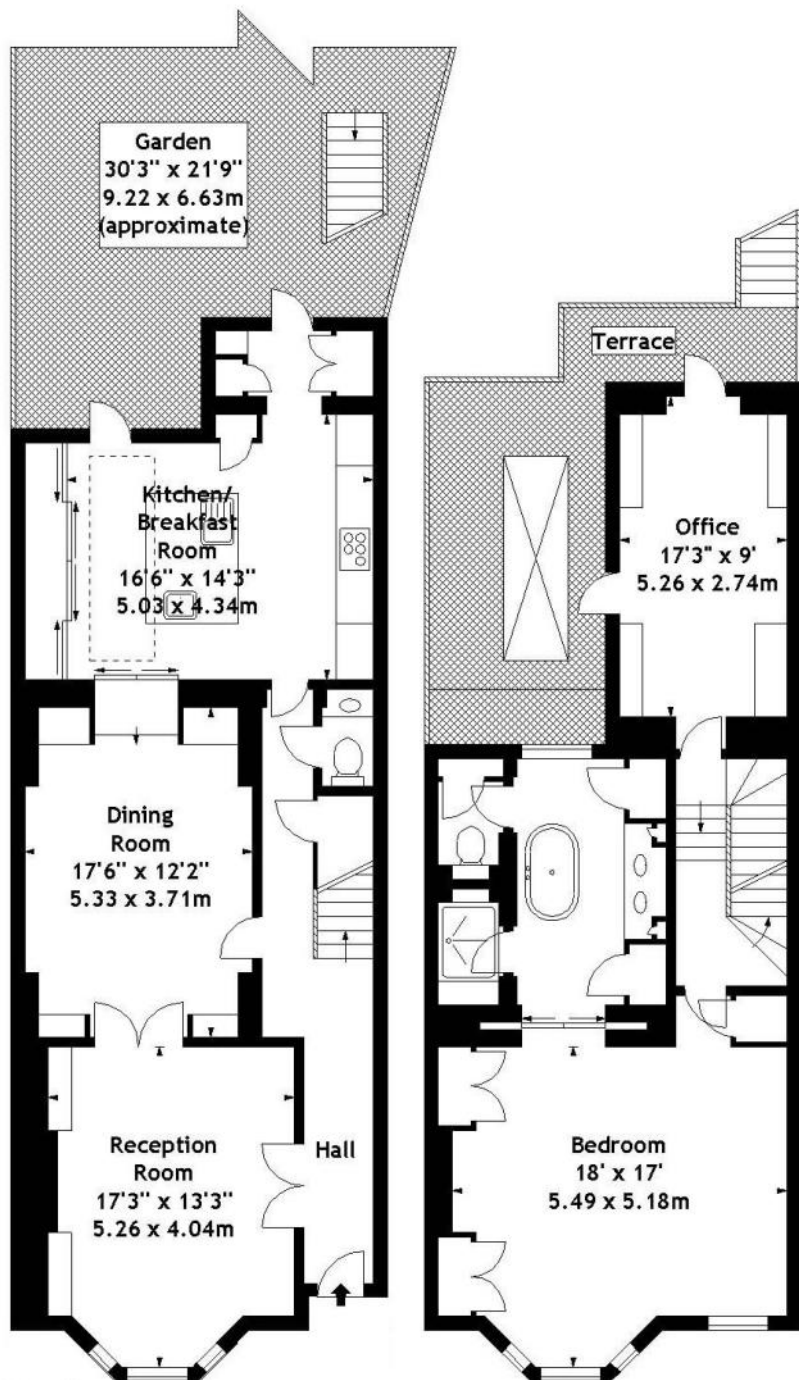 Garden
30'3" x 21'9"
9.22 x 6.63m
(approximate)
Kitchen/
Breakfast
Room
16'6" x 14'3"
5.03 x 4.34m
Dining
Room
17'6" x 12'2"
5.33 x 3.71m
Reception
Room
17'3" x 13'3"
5.26 x 4.04m
Hall
Terrace
Office
17'3" x 9'
5.26 x 2.74m
Bedroom
18' x 17'
5.49 x 5.18m